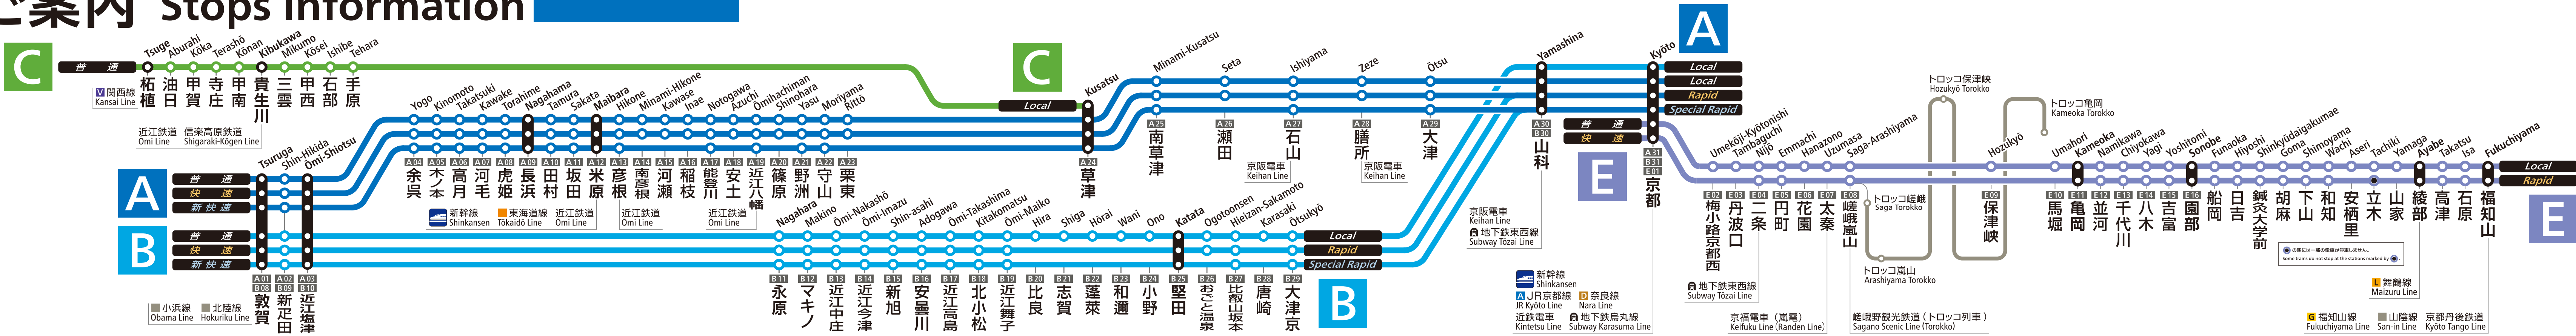 ご案内 Stops Information
C
普通
Tsuge
Aburahi
Kōka
Terashō
Kōnan
Kibukawa
Mikumo
Kōsei
Ishibe
Tehara
柘植
油日
甲賀
寺庄
甲南
貴生川
三雲
甲西
石部
手原
V 関西線
Kansai Line
近江鉄道
Ōmi Line
信楽高原鉄道
Shigaraki-Kōgen Line
C
Local
Kusatsu
A24
草津
A
普通
快速
新快速
B
普通
快速
新快速
Tsuruga
Shin-Hikida
Ōmi-Shiotsu
A01
B08
敦賀
A02
B09
新疋田
A03
B10
近江塩津
小浜線
Obama Line
北陸線
Hokuriku Line
Yogo
Kinomoto
Takatsuki
Kawake
Torahime
Nagahama
Tamura
Sakata
Maibara
Hikone
Minami-Hikone
Kawase
Inae
Notogawa
Azuchi
Ōmihachiman
Shinohara
Yasu
Moriyama
Rittō
A04 余呉
A05 木ノ本
A06 高月
A07 河毛
A08 虎姫
A09 長浜
A10 田村
A11 坂田
A12 米原
A13 彦根
A14 南彦根
A15 河瀬
A16 稲枝
A17 能登川
A18 安土
A19 近江八幡
A20 篠原
A21 野洲
A22 守山
A23 栗東
新幹線
Shinkansen
東海道線
Tōkaidō Line
近江鉄道
Ōmi Line
近江鉄道
Ōmi Line
近江鉄道
Ōmi Line
Nagahara
Makino
Ōmi-Nakashō
Ōmi-Imazu
Shin-asahi
Adogawa
Ōmi-Takashima
Kitakomatsu
Ōmi-Maiko
Hira
Shiga
Hōrai
Wani
Ono
Katata
Ogotoonsen
Hieizan-Sakamoto
Karasaki
Ōtsukyō
B11 永原
B12 マキノ
B13 近江中庄
B14 近江今津
B15 新旭
B16 安曇川
B17 近江高島
B18 北小松
B19 近江舞子
B20 比良
B21 志賀
B22 蓬莱
B23 和邇
B24 小野
B25 堅田
B26 おごと温泉
B27 比叡山坂本
B28 唐崎
B29 大津京
Local
Rapid
Special Rapid
B
Minami-Kusatsu
Seta
Ishiyama
Zeze
Ōtsu
A25 南草津
A26 瀬田
A27 石山
A28 膳所
A29 大津
京阪電車
Keihan Line
京阪電車
Keihan Line
Yamashina
A30
B30
山科
京阪電車
Keihan Line
地下鉄東西線
Subway Tōzai Line
Kyōto
A
Local
Local
Rapid
Special Rapid
普通
快速
E
A31
B31
E01
京都
新幹線
Shinkansen
A JR京都線
JR Kyōto Line
D 奈良線
Nara Line
近鉄電車
Kintetsu Line
地下鉄烏丸線
Subway Karasuma Line
Umekōji-Kyōtonishi
Tambaguchi
Nijō
Emmachi
Hanazono
Uzumasa
Saga-Arashiyama
E02 梅小路京都西
E03 丹波口
E04 二条
E05 円町
E06 花園
E07 太秦
E08 嵯峨嵐山
地下鉄東西線
Subway Tōzai Line
京福電車(嵐電)
Keifuku Line (Randen Line)
嵯峨野観光鉄道(トロッコ列車)
Sagano Scenic Line (Torokko)
トロッコ嵯峨
Saga Torokko
トロッコ嵐山
Arashiyama Torokko
トロッコ保津峡
Hozukyō Torokko
トロッコ亀岡
Kameoka Torokko
Hozukyō
E09 保津峡
Umahori
Kameoka
Namikawa
Chiyokawa
Yagi
Yoshitomi
Sonobe
Funaoka
Hiyoshi
Shinkyūdaigakumae
Goma
Shimoyama
Wachi
Aseri
Tachiki
Yamaga
Ayabe
Takatsu
Isa
Fukuchiyama
E10 馬堀
E11 亀岡
E12 並河
E13 千代川
E14 八木
E15 吉富
E16 園部
船岡
日吉
鍼灸大学前
胡麻
下山
和知
安栖里
立木
山家
綾部
高津
石原
福知山
の駅には一部の電車が停車しません。
Some trains do not stop at the stations marked by
L 舞鶴線
Maizuru Line
G 福知山線
Fukuchiyama Line
山陰線
San-in Line
京都丹後鉄道
Kyōto Tango Line
Local
Rapid
E